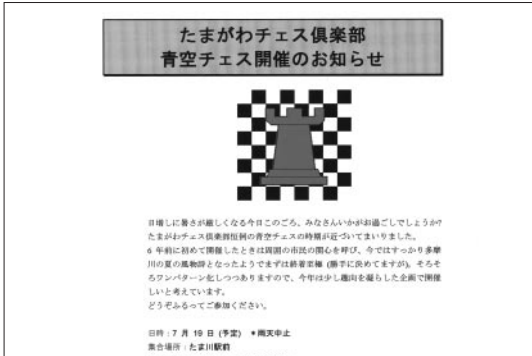 たまがわチェス倶楽部
青空チェス開催のお知らせ
日増しに暑さが厳しくなる今日このごろ、みなさんいかがお過ごしでしょうか?
たまがわチェス倶楽部恒例の青空チェスの時期が近づいてまいりました。
6 年前に初めて開催したときは周囲の市民の関心を呼び、今ではすっかり多摩
川の夏の風物詩となったようでまずは祝着至極 (勝手に決めてますが)。そろそ
ろワンパターン化しつつありますので、今年は少し趣向を凝らした企画で開催
しいと考えています。
どうぞふるってご参加ください。
日時:7 月 19 日 (予定) *雨天中止
集合場所:たま川駅前